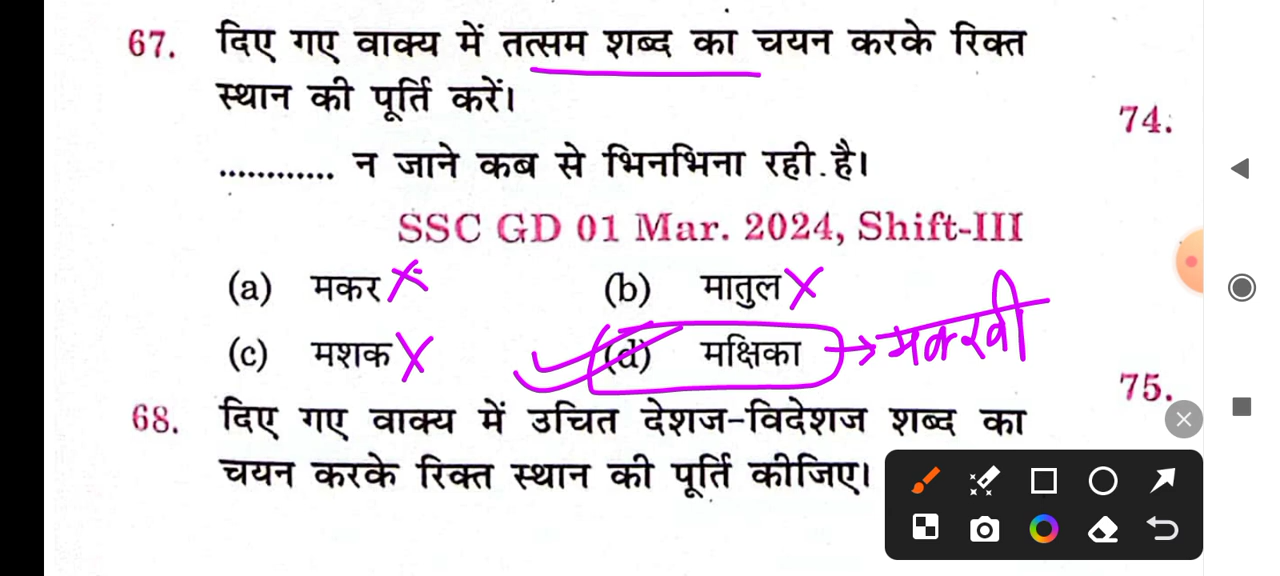 67. दिए गए वाक्य में तत्सम शब्द का चयन करके रिक्त
स्थान की पूर्ति करें।
74.
............ न जाने कब से भिनभिना रही है।
SSC GD 01 Mar. 2024, Shift-III
(a) मकर (b) मातुल
(c) मशक (d) मक्षिका → मक्खी
75.
68. दिए गए वाक्य में उचित देशज-विदेशज शब्द का
चयन करके रिक्त स्थान की पूर्ति कीजिए।